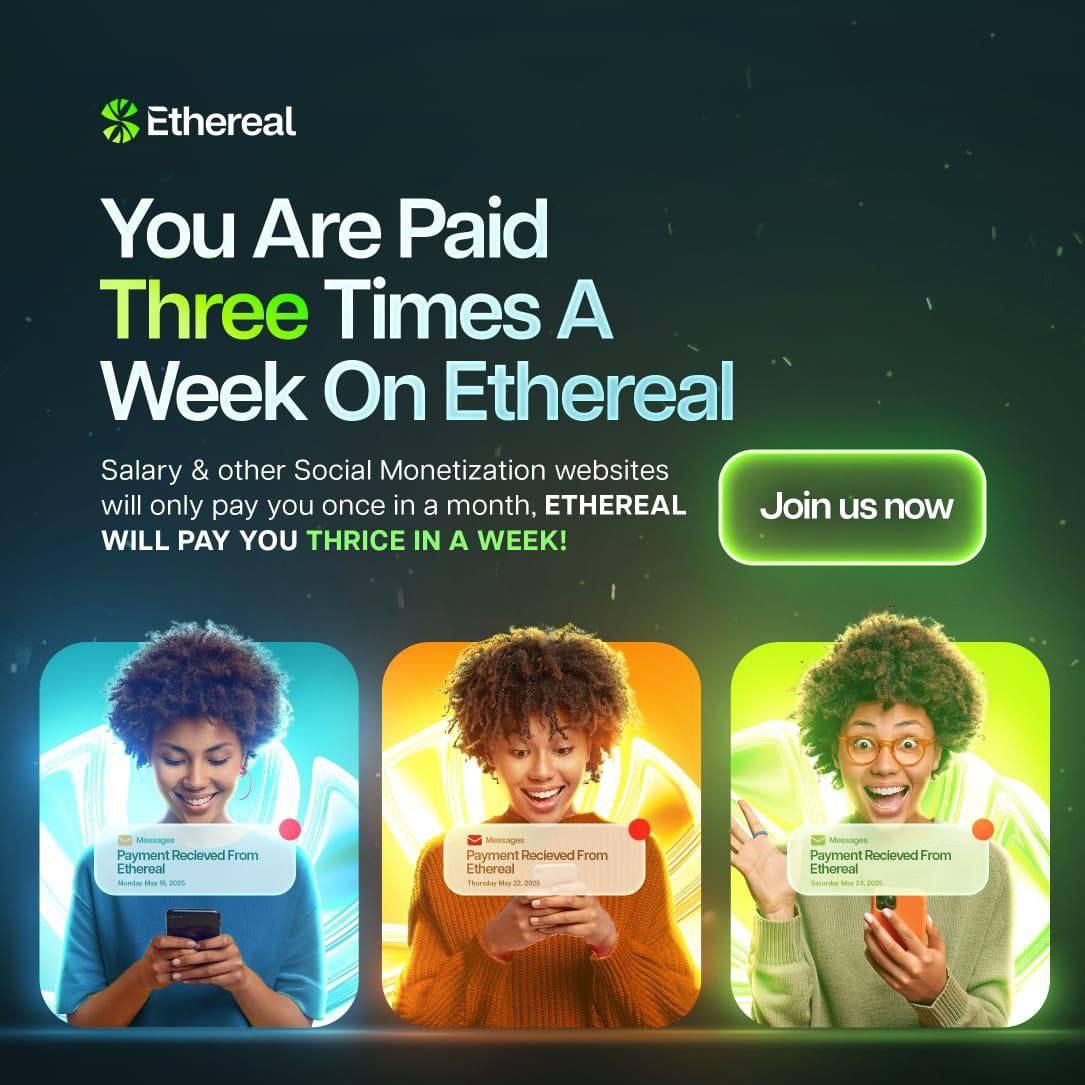 Ethereal
You Are Paid
Three Times A
Week On Ethereal
Salary & other Social Monetization websites
will only pay you once in a month, ETHEREAL
WILL PAY YOU THRICE IN A WEEK!
Join us now
Messages
Payment Recieved From
Ethereal
Monday May 19, 2025
Messages
Payment Recieved From
Ethereal
Thursday May 22, 2025
Messages
Payment Recieved From
Ethereal
Saturday May 24, 2025